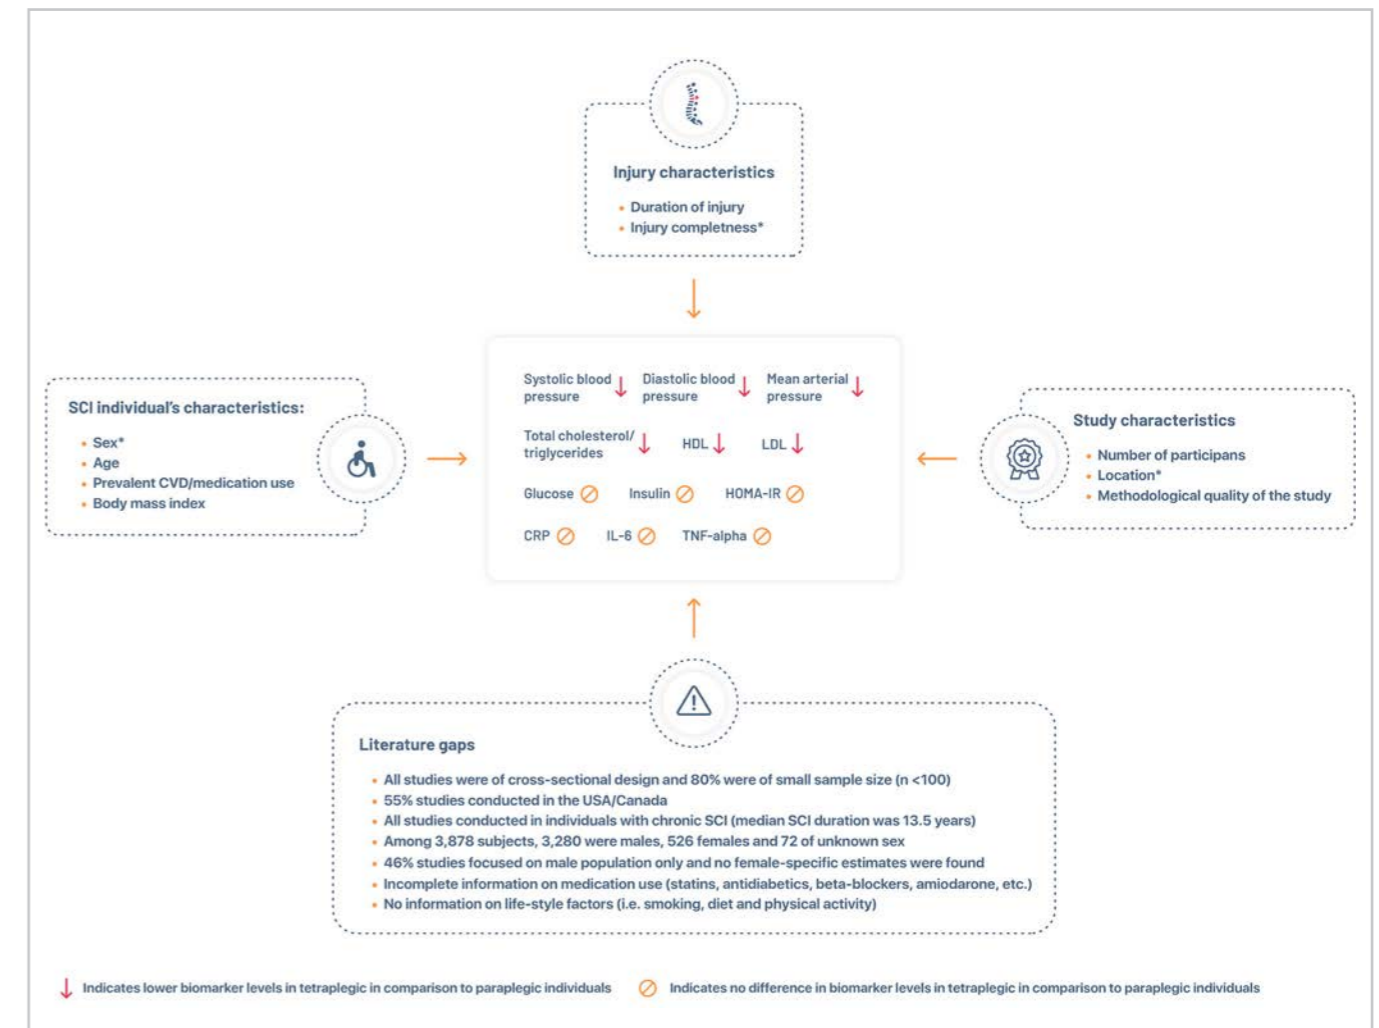 Injury characteristics
• Duration of injury
• Injury completness*
SCI individual's characteristics:
• Sex*
• Age
• Prevalent CVD/medication use
• Body mass index
Systolic blood
pressure
Diastolic blood
pressure
Mean arterial
pressure
Total cholesterol/
triglycerides
HDL
LDL
Glucose
Insulin
HOMA-IR
CRP
IL-6
TNF-alpha
Study characteristics
• Number of participans
• Location*
• Methodological quality of the study
Literature gaps
• All studies were of cross-sectional design and 80% were of small sample size (n <100)
• 55% studies conducted in the USA/Canada
• All studies conducted in individuals with chronic SCI (median SCI duration was 13.5 years)
• Among 3,878 subjects, 3,280 were males, 526 females and 72 of unknown sex
• 46% studies focused on male population only and no female-specific estimates were found
• Incomplete information on medication use (statins, antidiabetics, beta-blockers, amiodarone, etc.)
• No information on life-style factors (i.e. smoking, diet and physical activity)
Indicates lower biomarker levels in tetraplegic in comparison to paraplegic individuals
Indicates no difference in biomarker levels in tetraplegic in comparison to paraplegic individuals